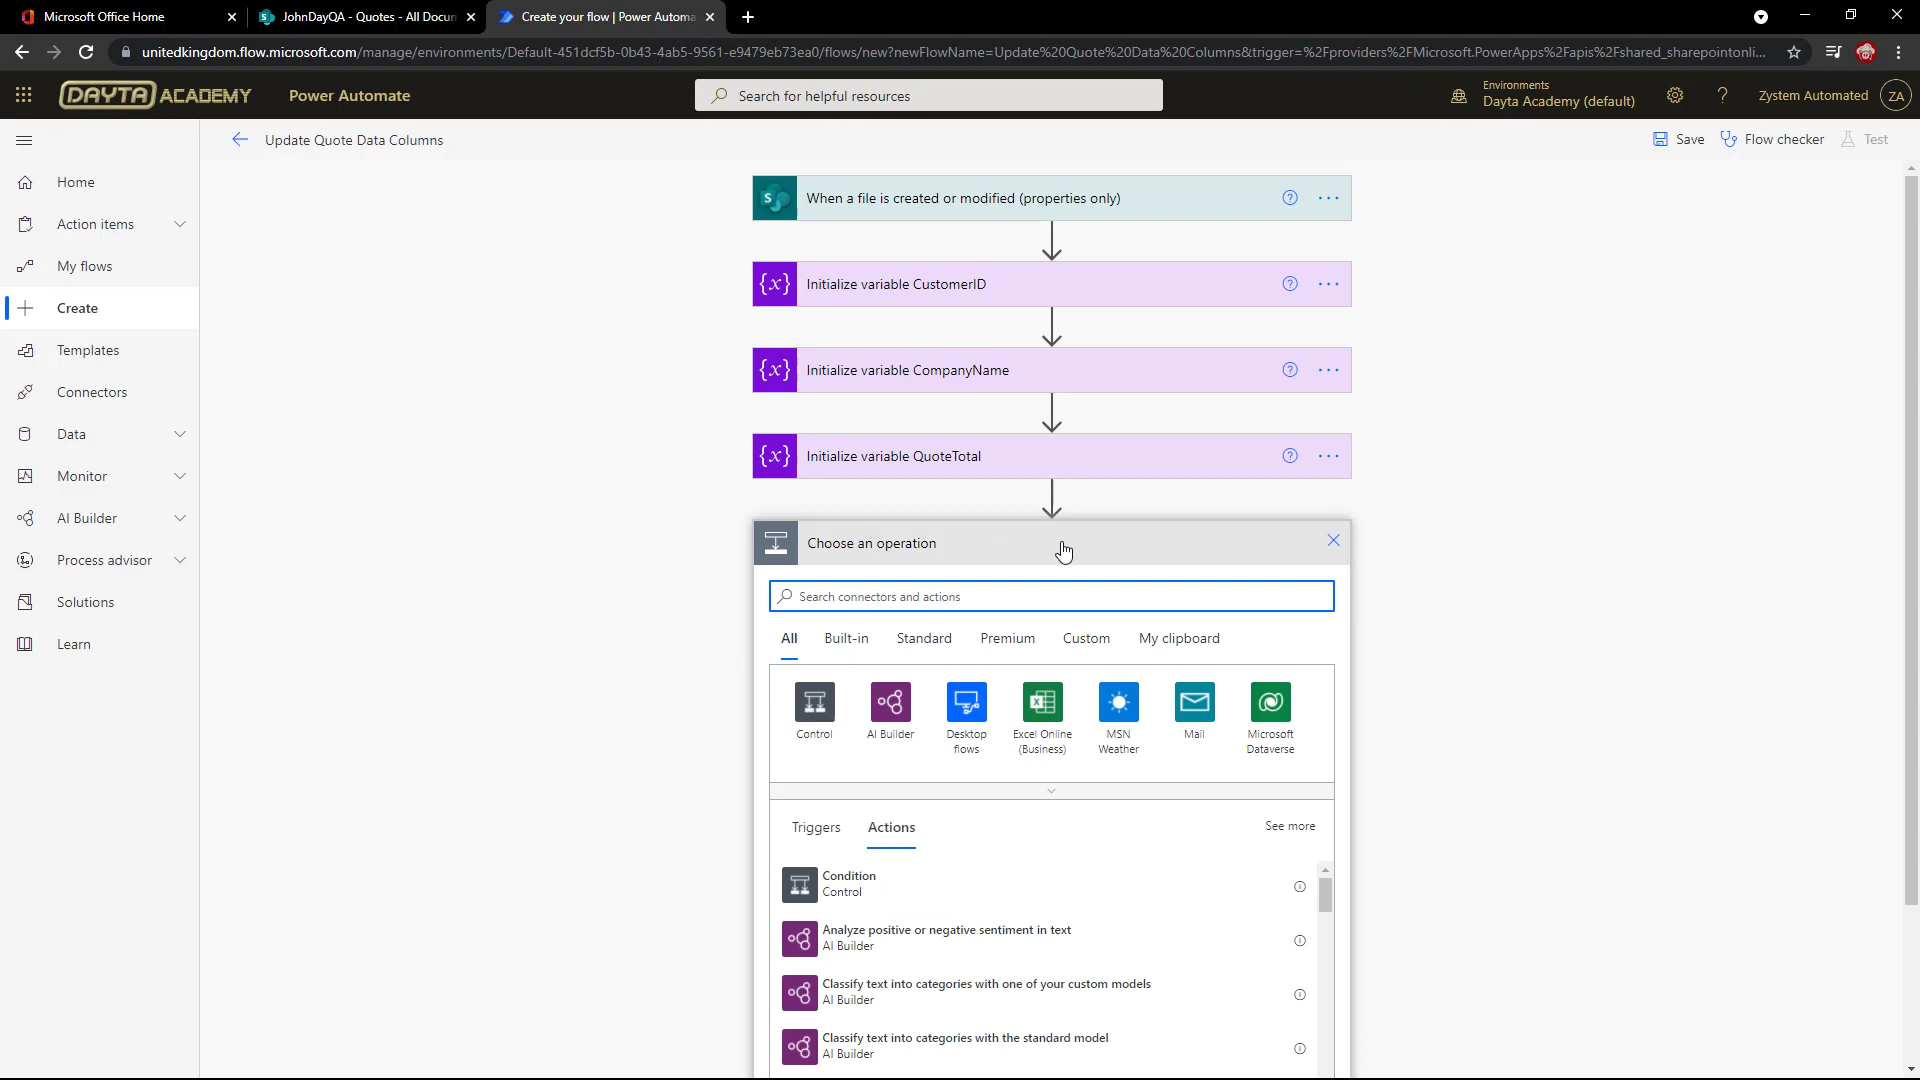 Microsoft Office Home
JohnDayQA - Quotes - All Docum
Create your flow | Power Automa
unitedkingdom.flow.microsoft.com/manage/environments/Default-451dcf5b-0b43-4ab5-9561-e9479eb73ea0/flows/new?newFlowName=Update%20Quote%20Data%20Columns&trigger=%2Fproviders%2FMicrosoft.PowerApps%2Fapis%2Fshared_sharepointonli...
DAYTA ACADEMY
Power Automate
Search for helpful resources
Environments
Dayta Academy (default)
?
Zystem Automated
ZA
Update Quote Data Columns
Save
Flow checker
Test
Home
Action items
My flows
Create
Templates
Connectors
Data
Monitor
AI Builder
Process advisor
Solutions
Learn
S
When a file is created or modified (properties only)
{x}
Initialize variable CustomerID
{x}
Initialize variable CompanyName
{x}
Initialize variable QuoteTotal
Choose an operation
Search connectors and actions
All
Built-in
Standard
Premium
Custom
My clipboard
Control
AI Builder
Desktop
flows
Excel Online
(Business)
MSN
Weather
Mail
Microsoft
Dataverse
Triggers
Actions
See more
Condition
Control
Analyze positive or negative sentiment in text
AI Builder
Classify text into categories with one of your custom models
AI Builder
Classify text into categories with the standard model
AI Builder